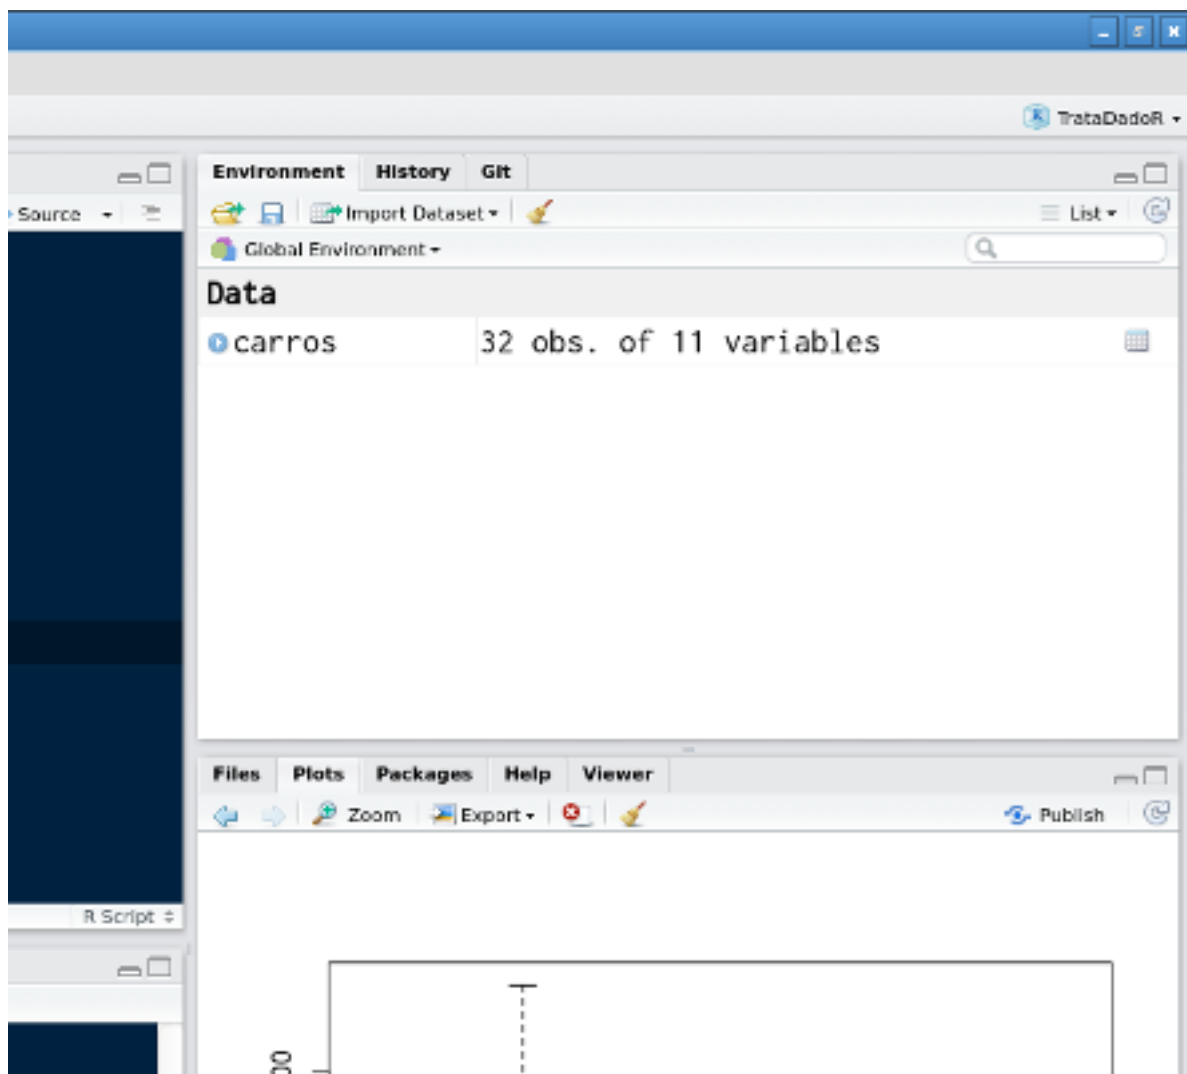 TrataDadoR
Environment History Git
Source
Import Dataset
List
Global Environment
Data
carros 32 obs. of 11 variables
Files Plots Packages Help Viewer
Zoom Export Publish
R Script
00